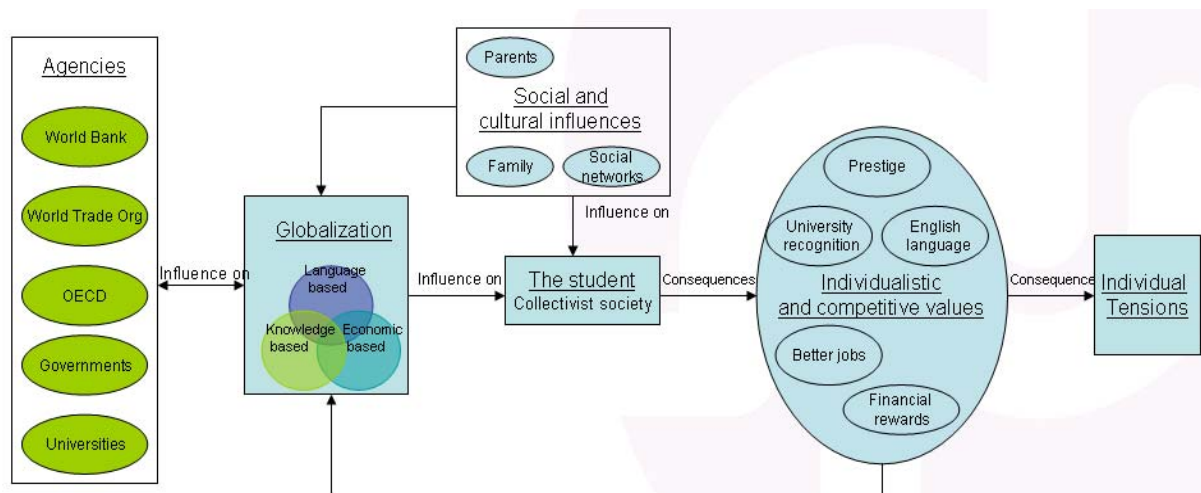 Agencies
World Bank
World Trade Org
OECD
Governments
Universities
Influence on
Globalization
Language
based
Knowledge
based
Economic
based
Influence on
Parents
Social and
cultural influences
Family
Social
networks
Influence on
The student
Collectivist society
Consequences
Prestige
University
recognition
English
language
Individualistic
and competitive values
Better jobs
Financial
rewards
Consequence
Individual
Tensions